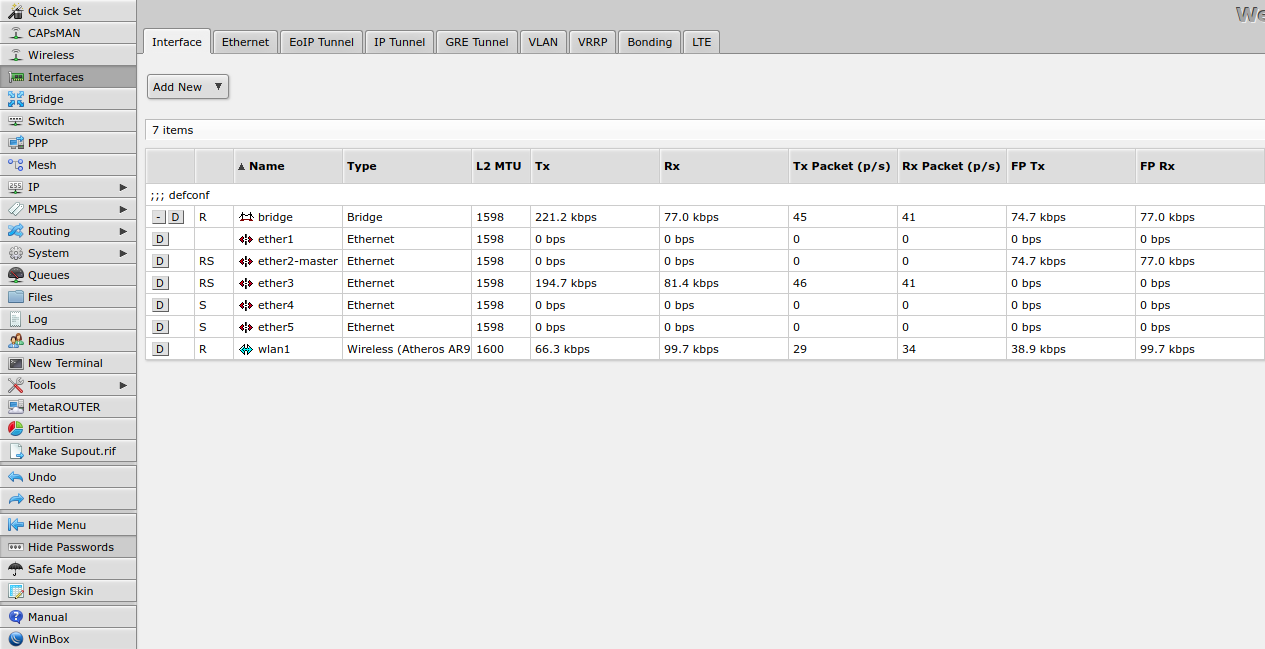 Quick Set
CAPsMAN
Wireless
Interfaces
Bridge
Switch
PPP
Mesh
IP
MPLS
Routing
System
Queues
Files
Log
Radius
New Terminal
Tools
MetaROUTER
Partition
Make Supout.rif
Undo
Redo
Hide Menu
Hide Passwords
Safe Mode
Design Skin
Manual
WinBox
We
Interface Ethernet EoIP Tunnel IP Tunnel GRE Tunnel VLAN VRRP Bonding LTE
Add New ▼
7 items
▲ Name Type L2 MTU Tx Rx Tx Packet (p/s) Rx Packet (p/s) FP Tx FP Rx
;;; defconf
- D R bridge Bridge 1598 221.2 kbps 77.0 kbps 45 41 74.7 kbps 77.0 kbps
D ether1 Ethernet 1598 0 bps 0 bps 0 0 0 bps 0 bps
D RS ether2-master Ethernet 1598 0 bps 0 bps 0 0 74.7 kbps 77.0 kbps
D RS ether3 Ethernet 1598 194.7 kbps 81.4 kbps 46 41 0 bps 0 bps
D S ether4 Ethernet 1598 0 bps 0 bps 0 0 0 bps 0 bps
D S ether5 Ethernet 1598 0 bps 0 bps 0 0 0 bps 0 bps
D R wlan1 Wireless (Atheros AR9 1600 66.3 kbps 99.7 kbps 29 34 38.9 kbps 99.7 kbps